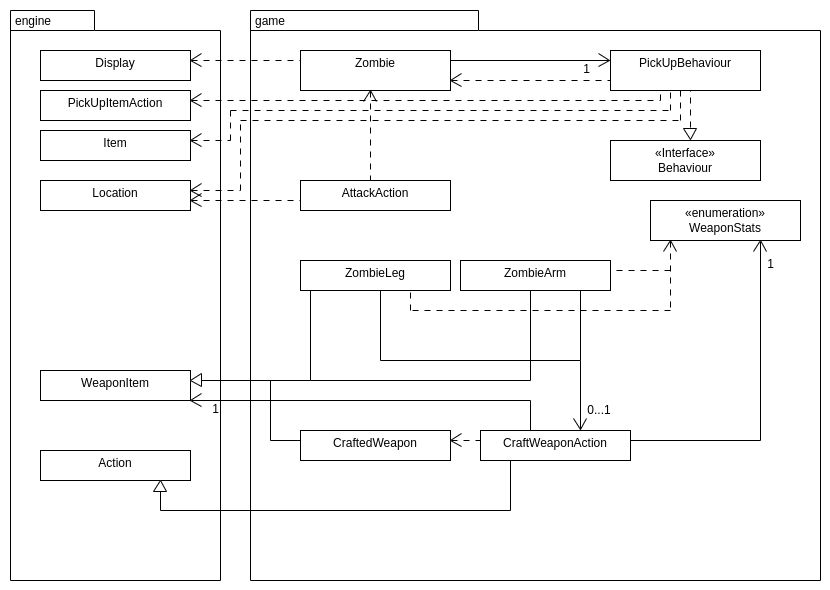 engine
game
Display
Zombie
PickUpBehaviour
1
PickUpItemAction
Item
«Interface»
Behaviour
Location
AttackAction
«enumeration»
WeaponStats
ZombieLeg
ZombieArm
1
WeaponItem
1
0...1
CraftedWeapon
CraftWeaponAction
Action